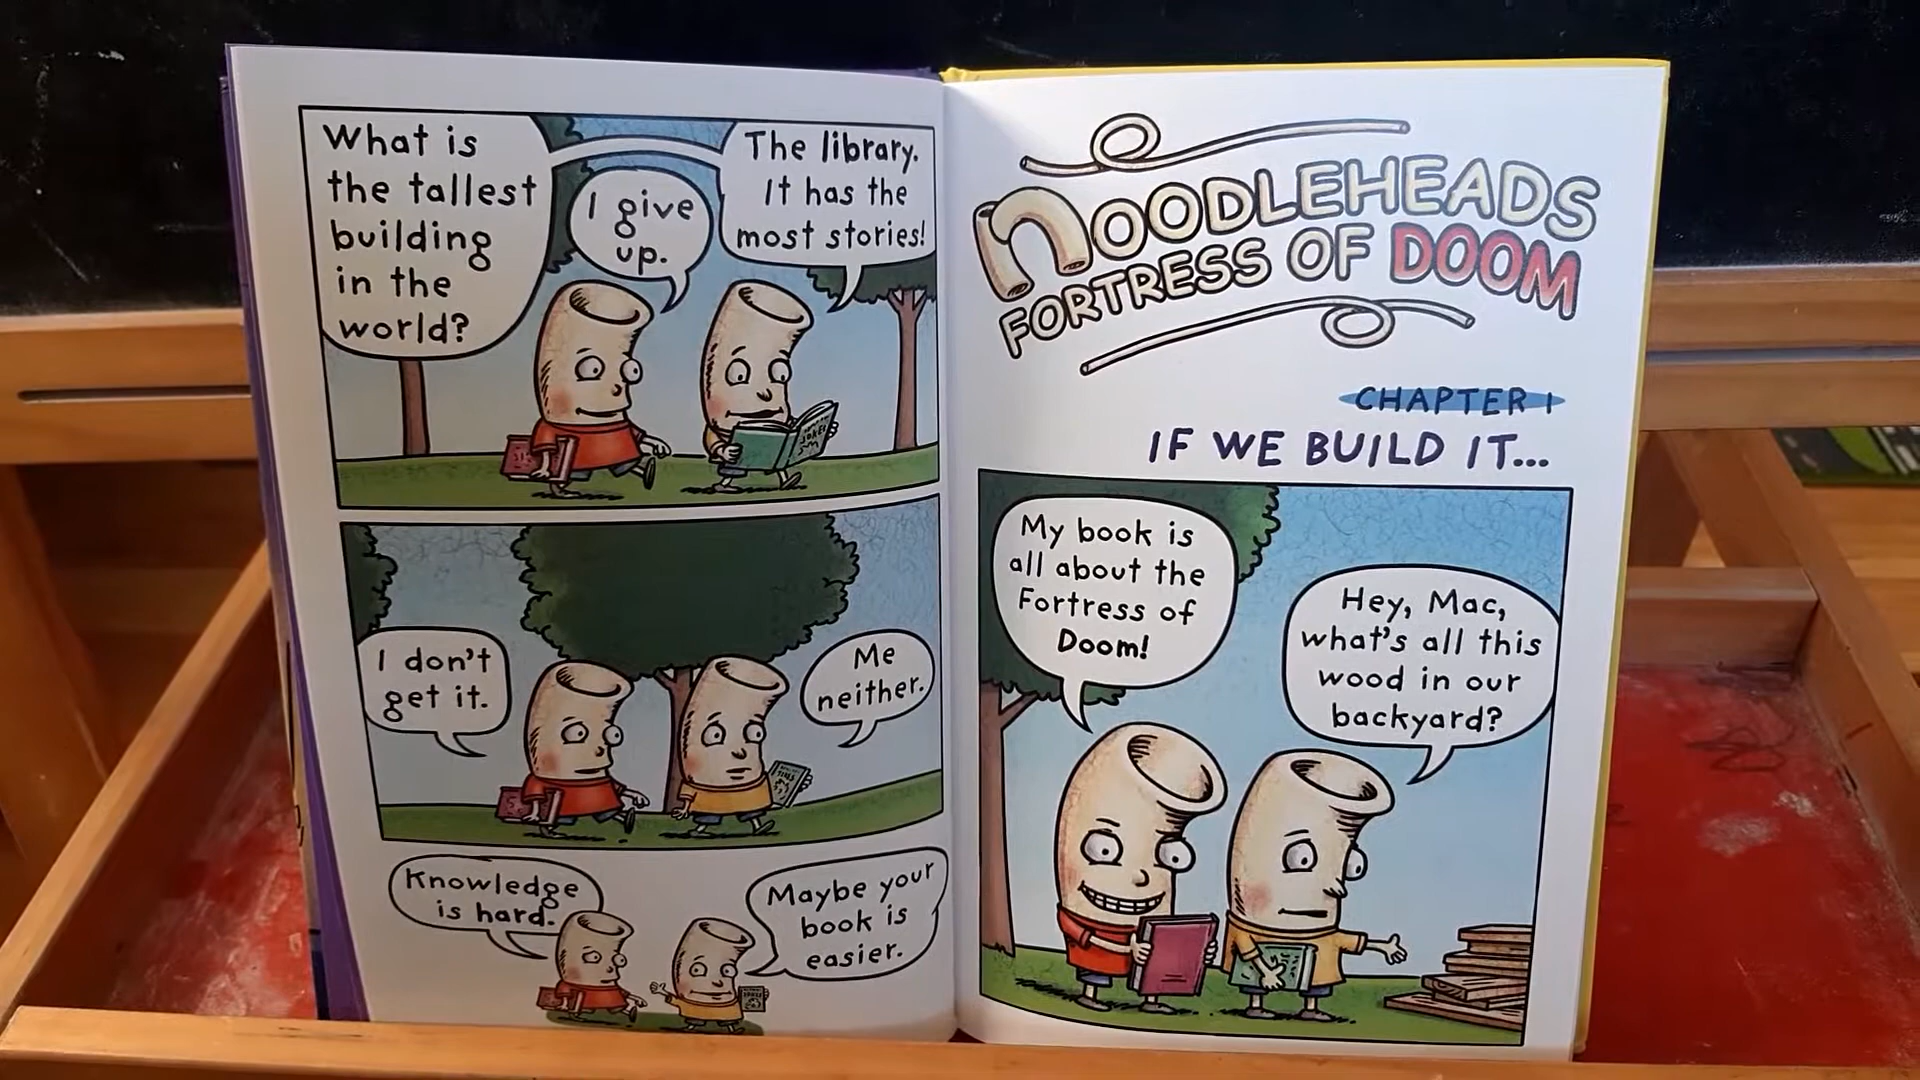 What is
the tallest
building
in the
world?
I give
up.
The library.
It has the
most stories!
I don't
get it.
Me
neither.
Knowledge
is hard.
Maybe your
book is
easier.
NOODLEHEADS
FORTRESS OF DOOM
CHAPTER 1
IF WE BUILD IT...
My book is
all about the
Fortress of
Doom!
Hey, Mac,
what's all this
wood in our
backyard?